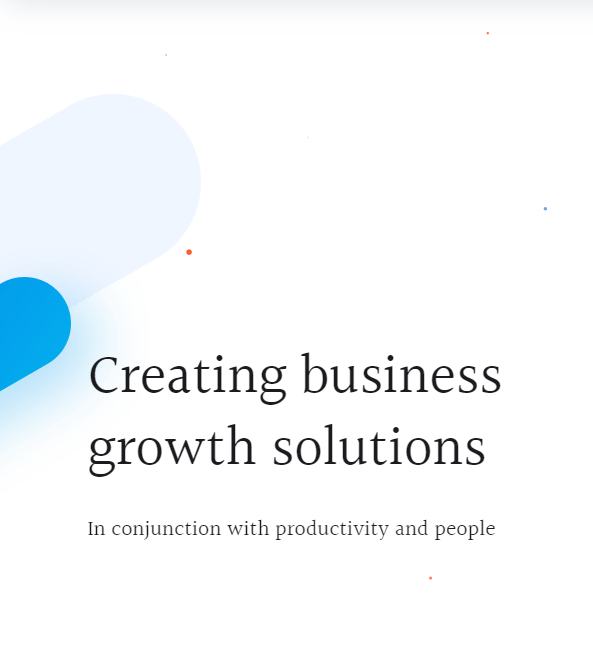 Creating business
growth solutions
In conjunction with productivity and people